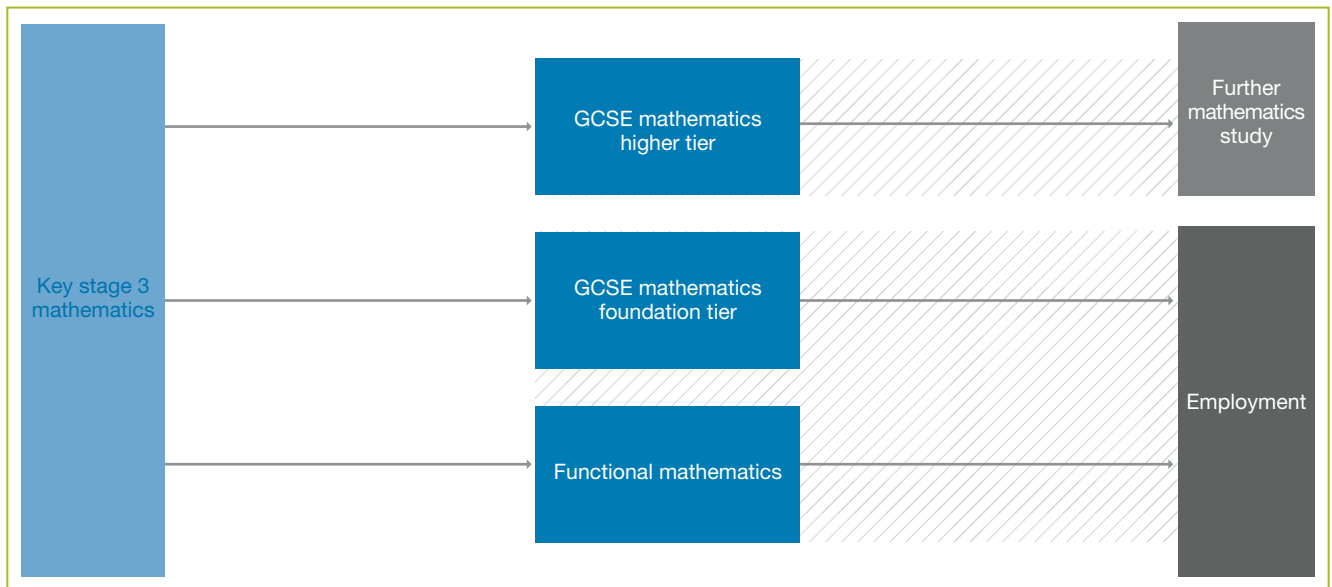 Key stage 3
mathematics
GCSE mathematics
higher tier
GCSE mathematics
foundation tier
Functional mathematics
Further
mathematics
study
Employment